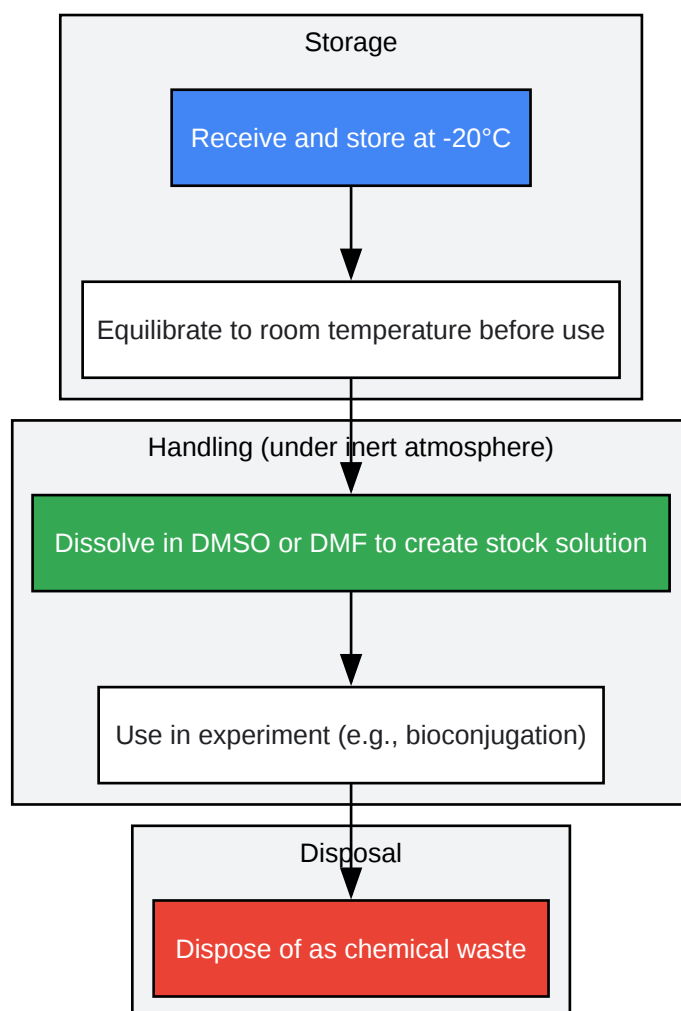 Storage
Receive and store at -20°C
Equilibrate to room temperature before use
Handling (under inert atmosphere)
Dissolve in DMSO or DMF to create stock solution
Use in experiment (e.g., bioconjugation)
Disposal
Dispose of as chemical waste